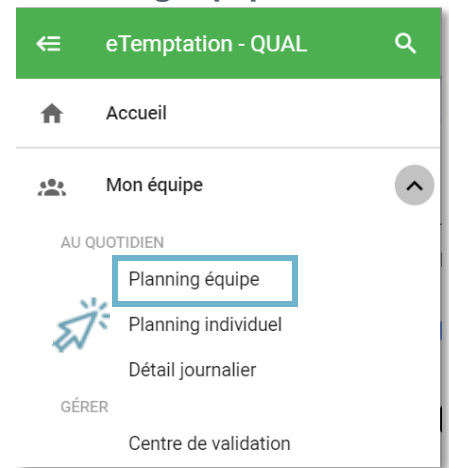 eTemptation - QUAL
Accueil
Mon équipe
AU QUOTIDIEN
Planning équipe
Planning individuel
Détail journalier
GÉRER
Centre de validation